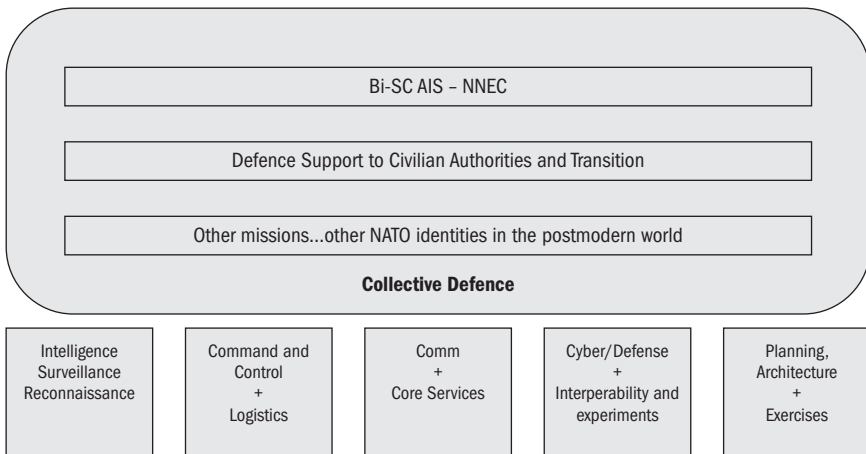 Bi-SC AIS – NNEC
Defence Support to Civilian Authorities and Transition
Other missions...other NATO identities in the postmodern world
Collective Defence
Intelligence
Surveillance
Reconnaissance
Command and
Control
+
Logistics
Comm
+
Core Services
Cyber/Defense
+
Interperability and
experiments
Planning,
Architecture
+
Exercises